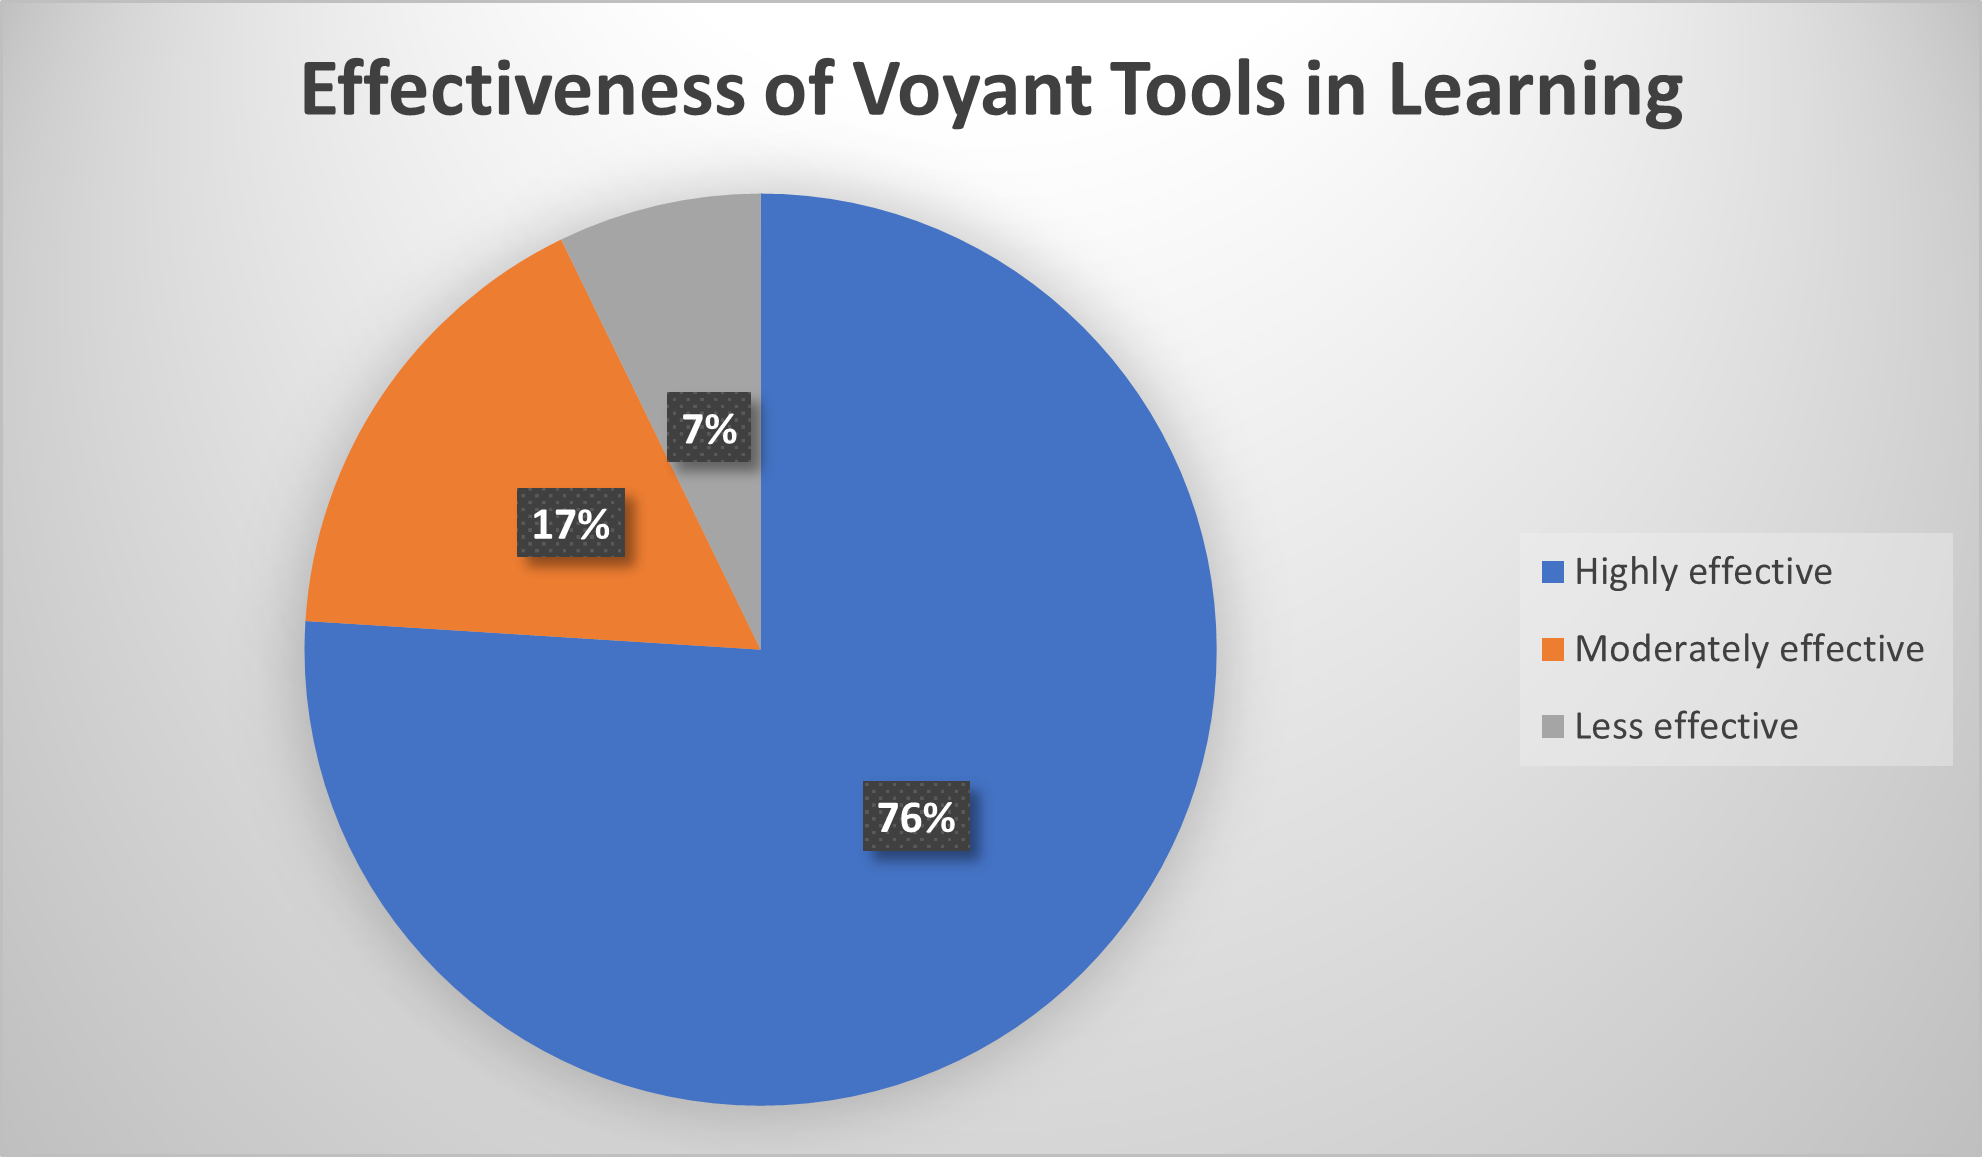 Effectiveness of Voyant Tools in Learning
7%
17%
76%
Highly effective
Moderately effective
Less effective